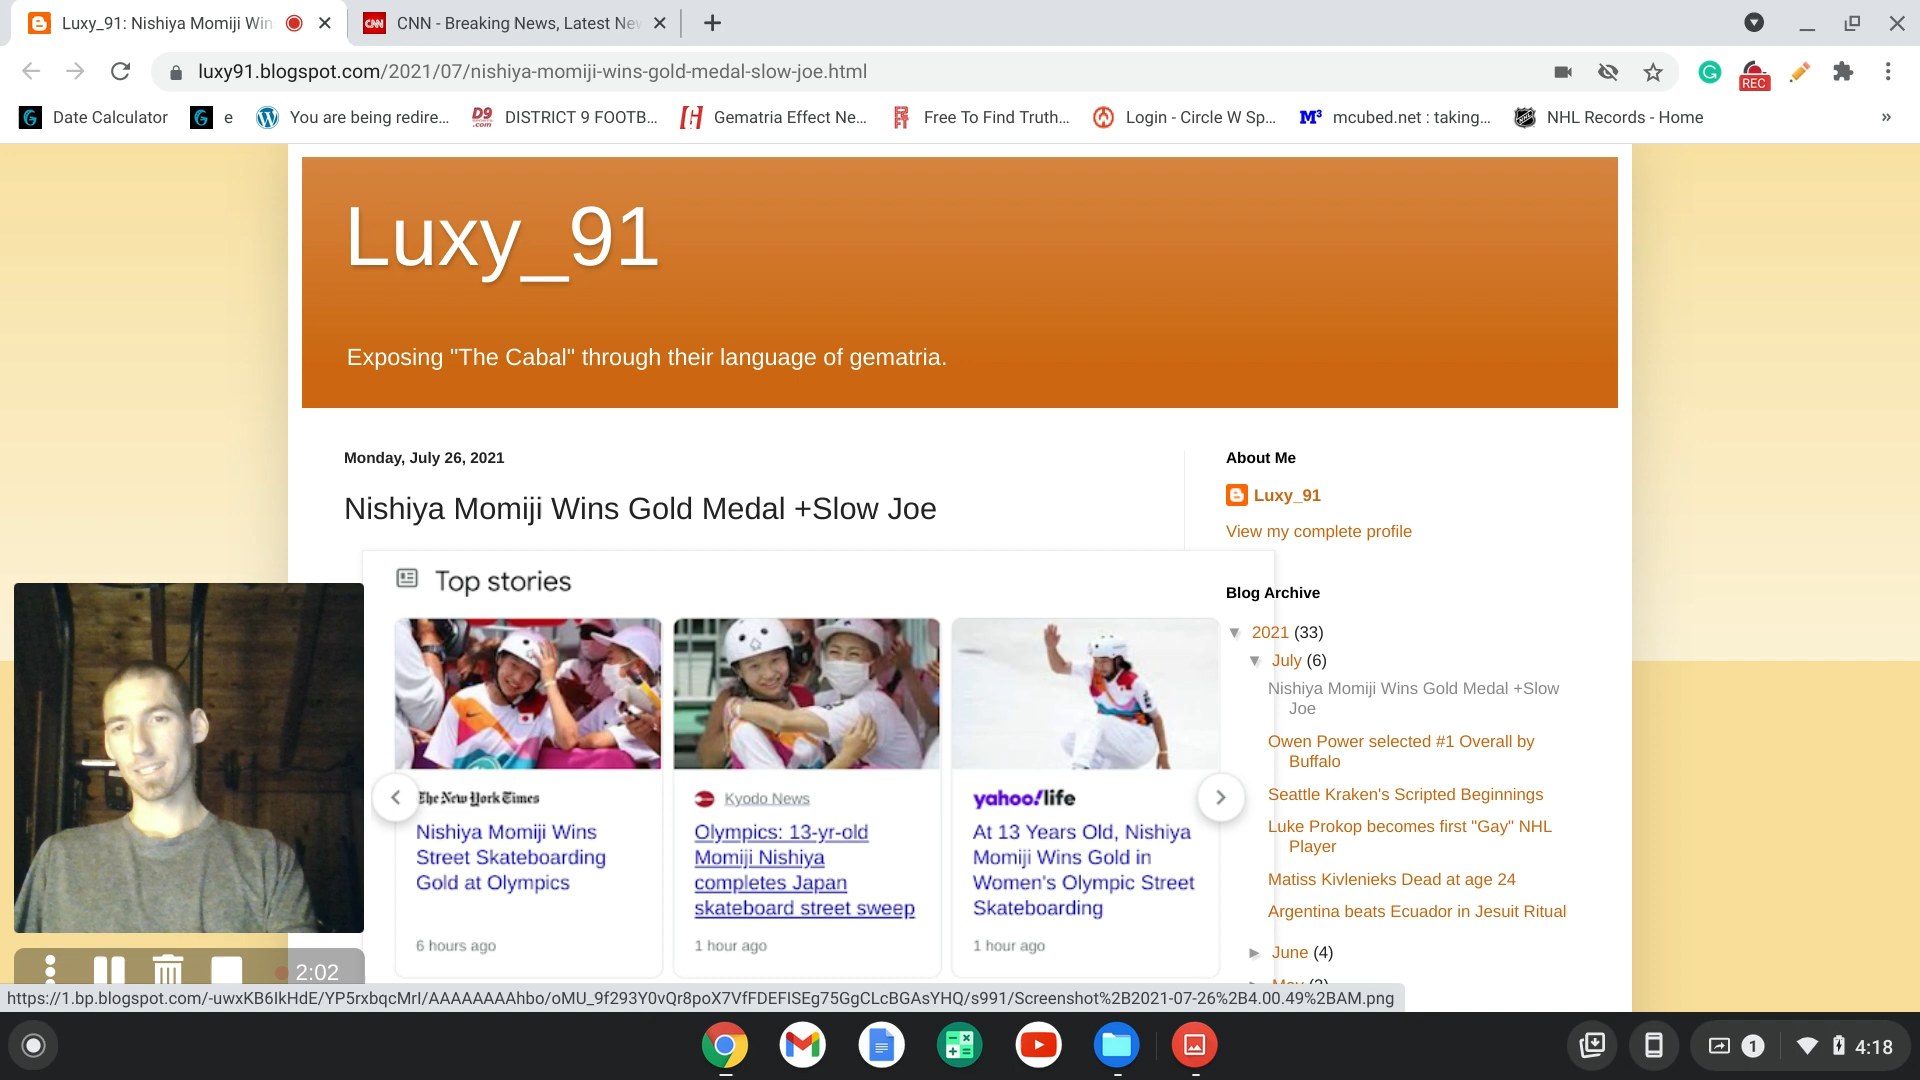 Luxy_91: Nishiya Momiji Win
CNN - Breaking News, Latest Ne
luxy91.blogspot.com/2021/07/nishiya-momiji-wins-gold-medal-slow-joe.html
REC
Date Calculator
e
You are being redire...
D9 .com
DISTRICT 9 FOOTB...
Gematria Effect Ne...
Free To Find Truth...
Login - Circle W Sp...
M³
mcubed.net : taking...
NHL Records - Home
»
Luxy_91
Exposing "The Cabal" through their language of gematria.
Monday, July 26, 2021
Nishiya Momiji Wins Gold Medal +Slow Joe
Top stories
The New York Times
Nishiya Momiji Wins
Street Skateboarding
Gold at Olympics
6 hours ago
Kyodo News
Olympics: 13-yr-old
Momiji Nishiya
completes Japan
skateboard street sweep
1 hour ago
yahoo!life
At 13 Years Old, Nishiya
Momiji Wins Gold in
Women's Olympic Street
Skateboarding
1 hour ago
About Me
Luxy_91
View my complete profile
Blog Archive
▼ 2021 (33)
▼ July (6)
Nishiya Momiji Wins Gold Medal +Slow
Joe
Owen Power selected #1 Overall by
Buffalo
Seattle Kraken's Scripted Beginnings
Luke Prokop becomes first "Gay" NHL
Player
Matiss Kivlenieks Dead at age 24
Argentina beats Ecuador in Jesuit Ritual
► June (4)
2:02
https://1.bp.blogspot.com/-uwxKB6IkHdE/YP5rxbqcMrI/AAAAAAAAhbo/oMU_9f293Y0vQr8poX7VfFDEFISEg75GgCLcBGAsYHQ/s991/Screenshot%2B2021-07-26%2B4.00.49%2BAM.png
1
4:18